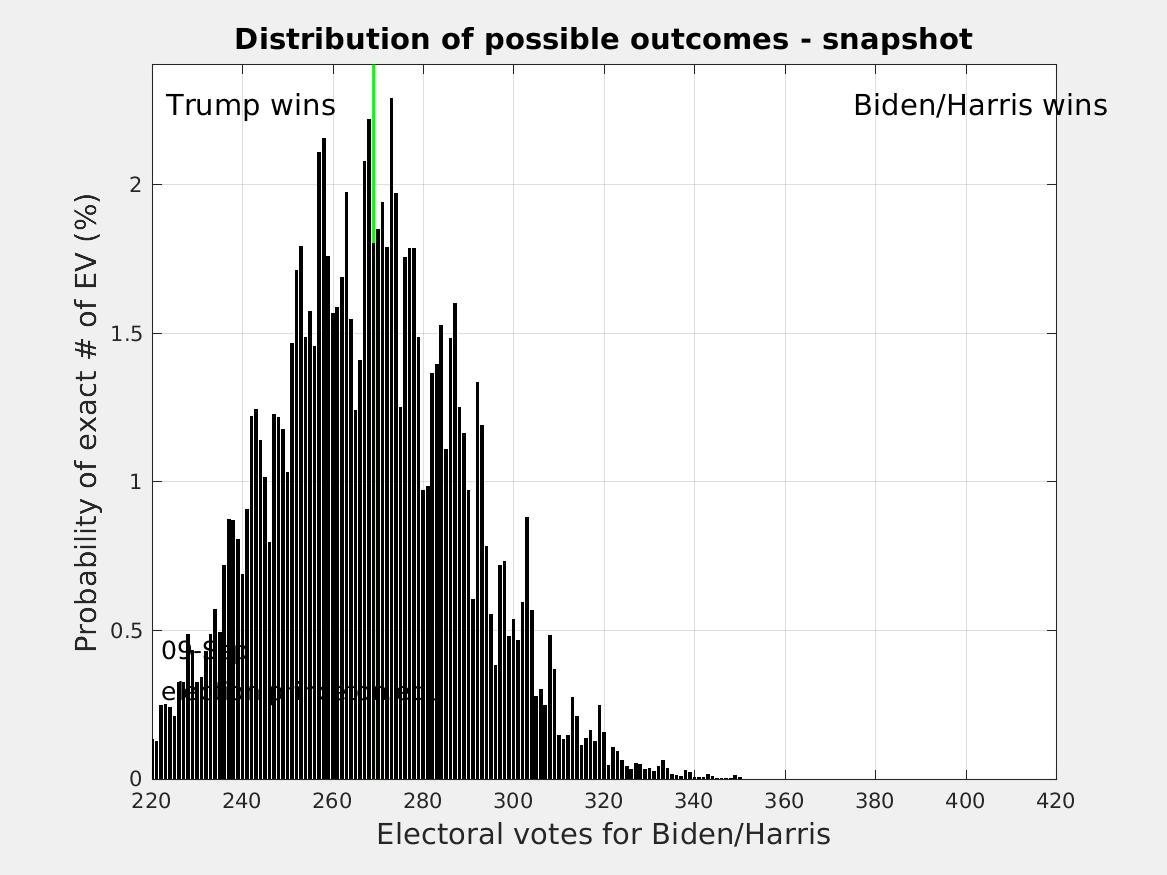 Distribution of possible outcomes - snapshot
Trump wins
Biden/Harris wins
Probability of exact # of EV (%)
2
1.5
1
0.5
0
09-Sep
220 240 260 280 300 320 340 360 380 400 420
Electoral votes for Biden/Harris